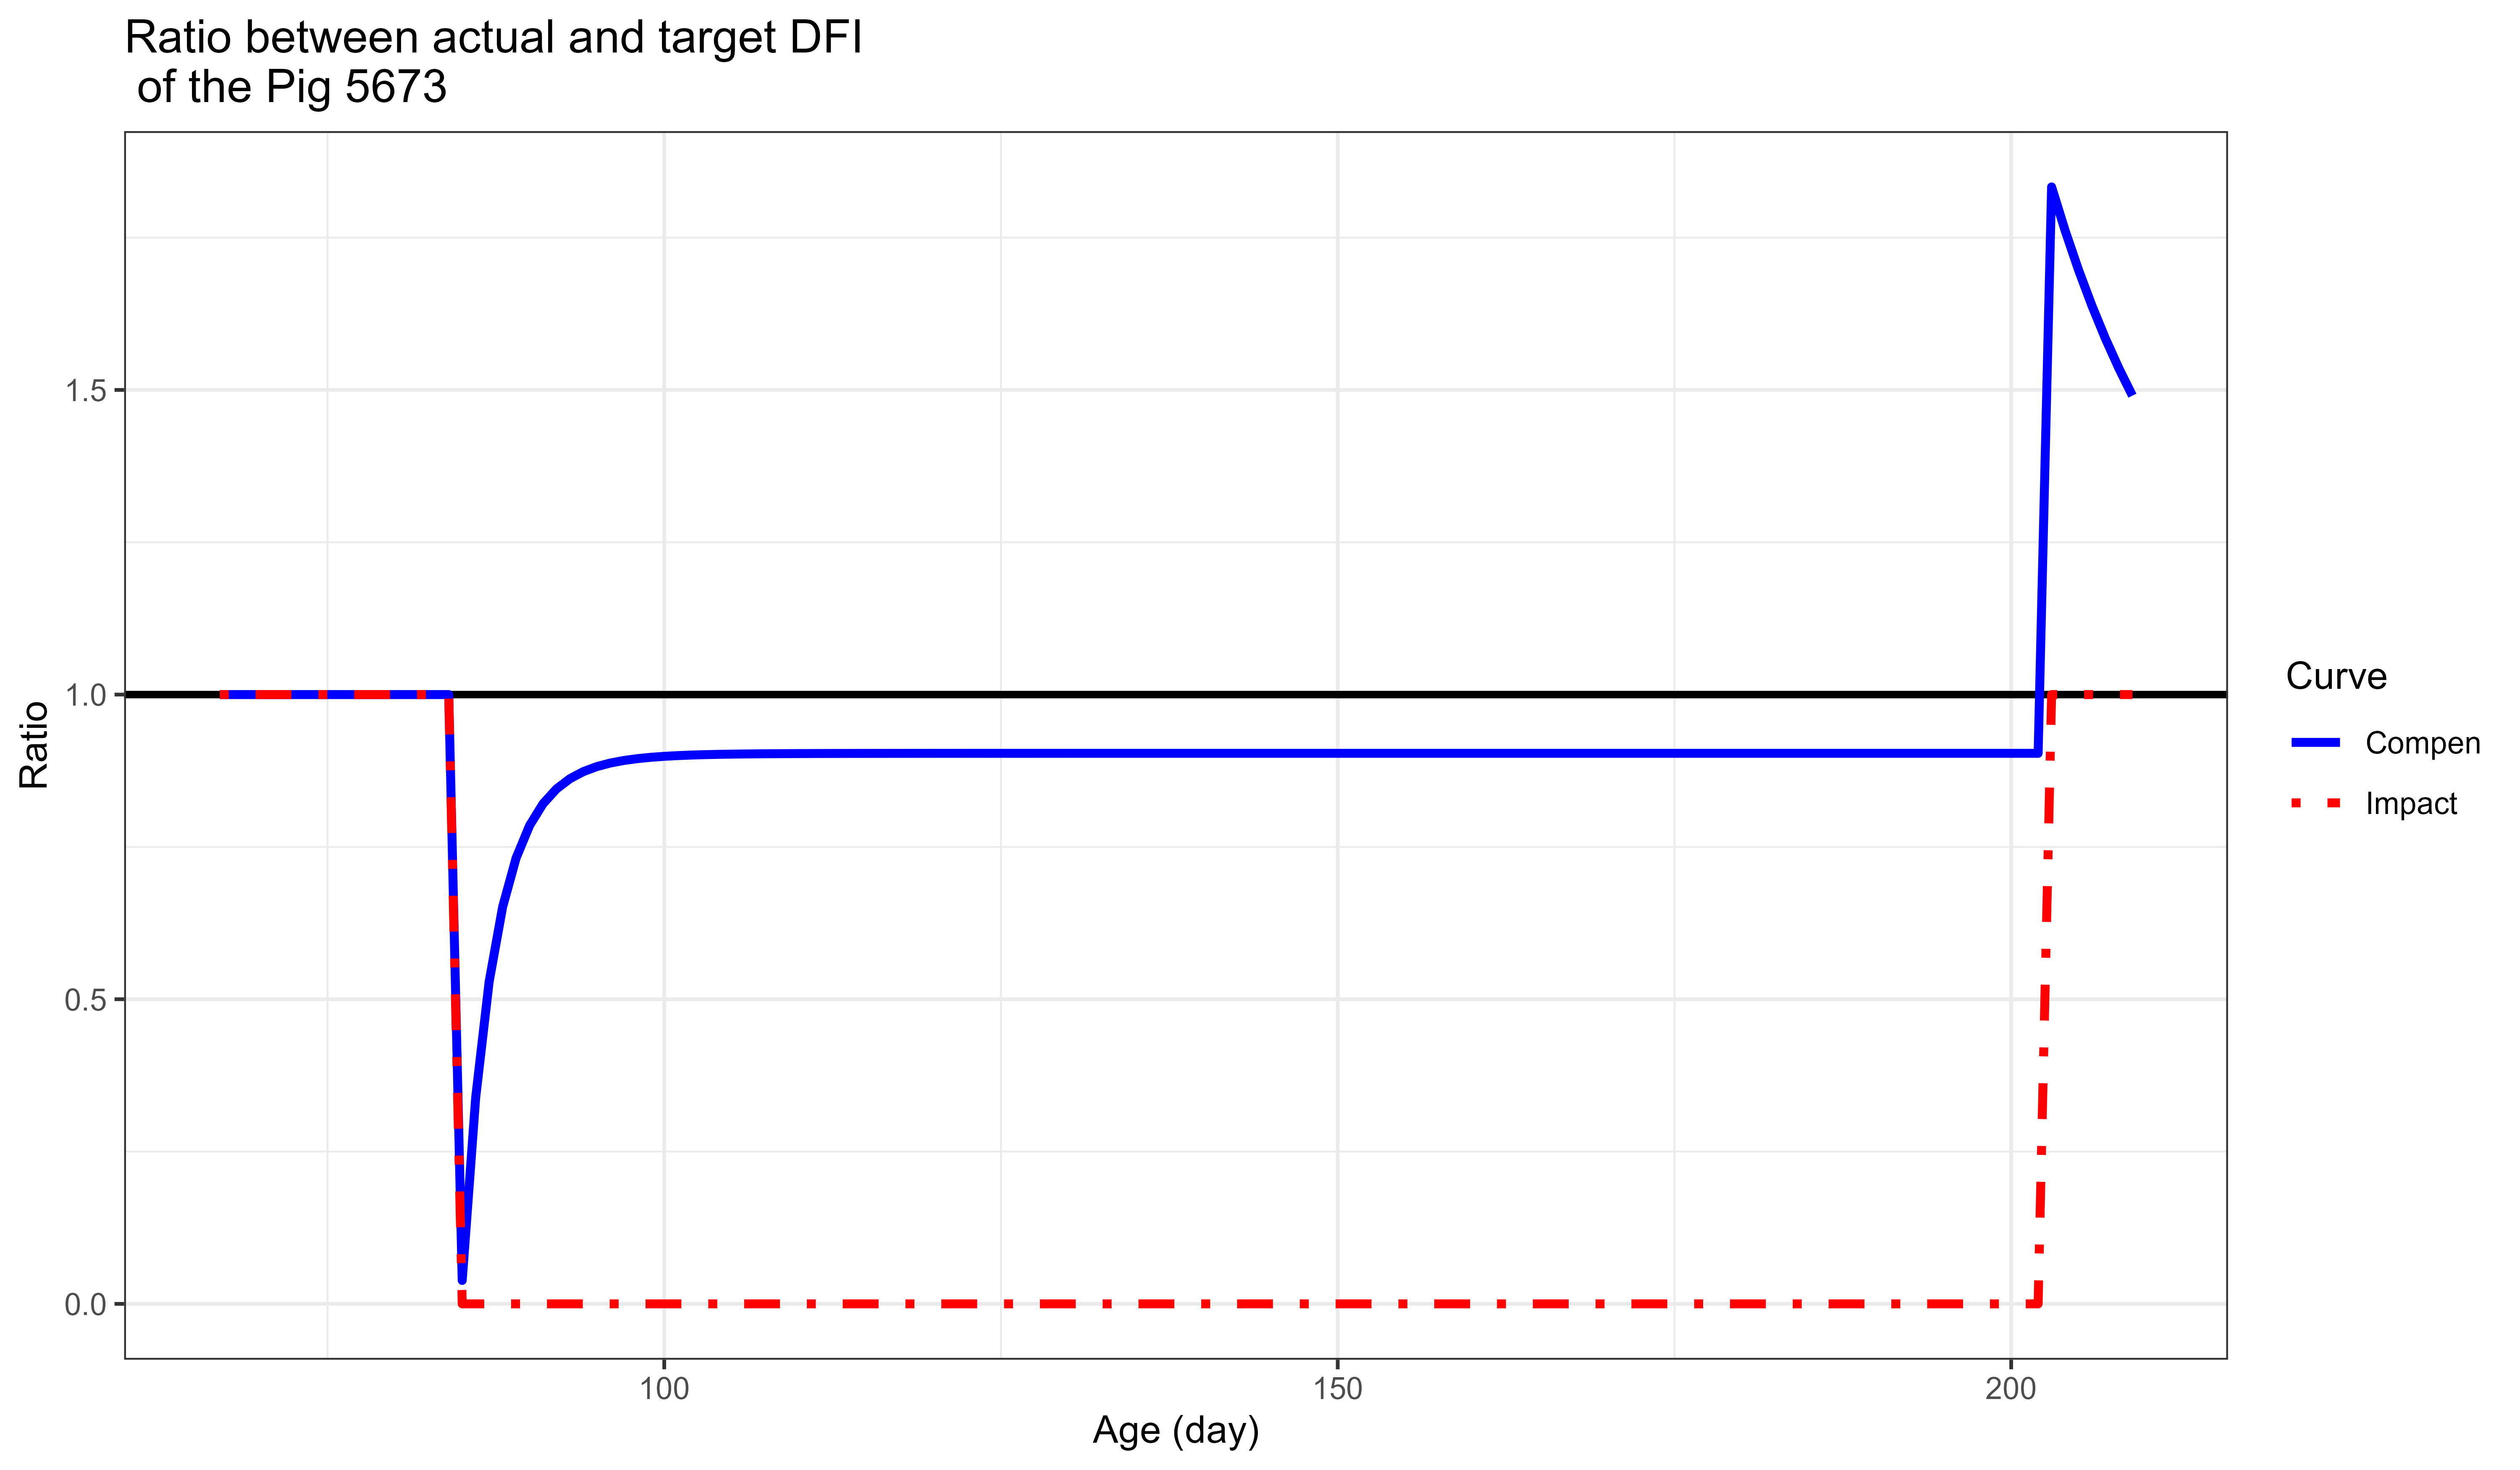 Ratio between actual and target DFI
of the Pig 5673
1.5
1.0
0.5
0.0
Ratio
100
150
200
Age (day)
Curve
Compen
Impact